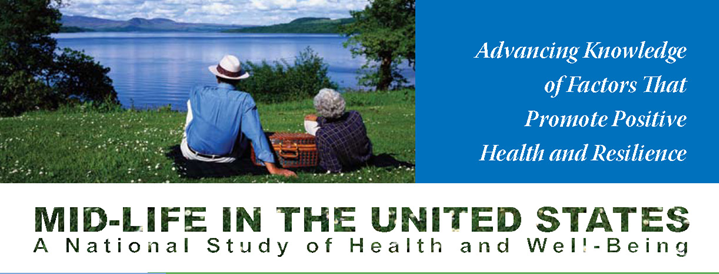 Advancing Knowledge
of Factors That
Promote Positive
Health and Resilience
MID-LIFE IN THE UNITED STATES
A National Study of Health and Well-Being